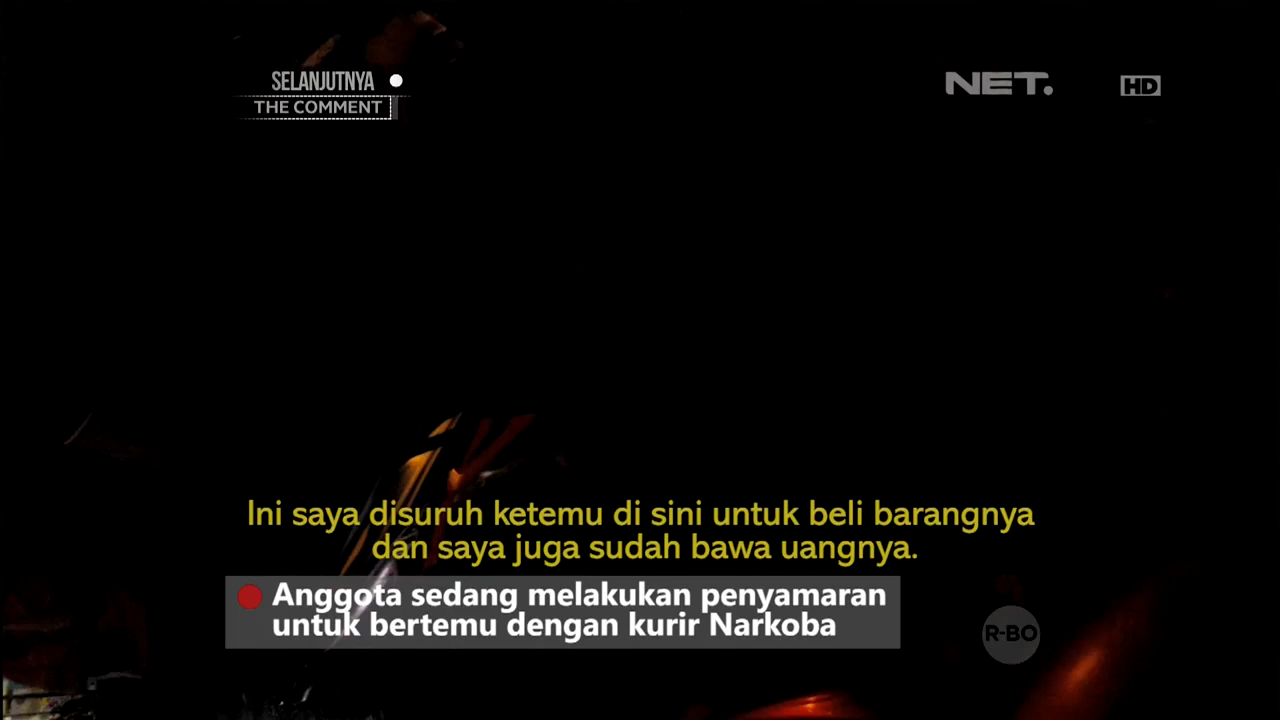 SELANJUTNYA
THE COMMENT
NET.
HD
Ini saya disuruh ketemu di sini untuk beli barangnya
dan saya juga sudah bawa uangnya.
Anggota sedang melakukan penyamaran
untuk bertemu dengan kurir Narkoba
R-BO